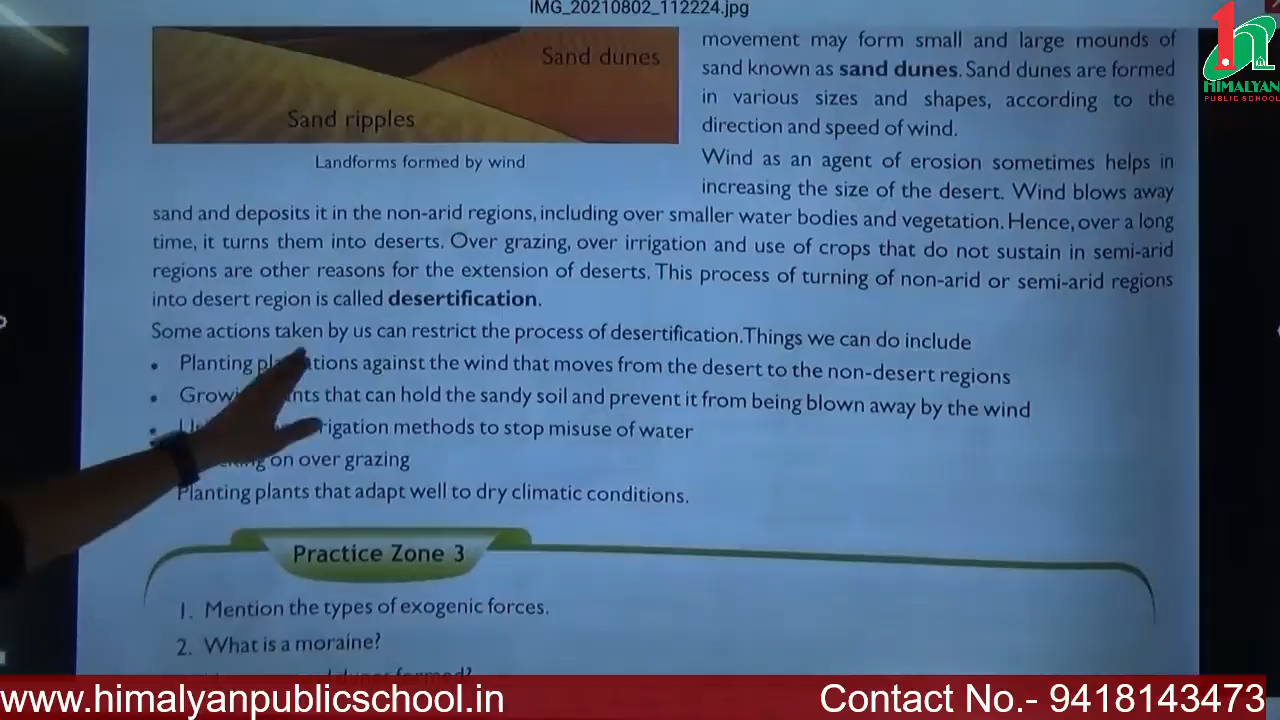 IMG_20210802_112224.jpg
HIMALYAN
PUBLIC SCHOOL
Sand dunes
Sand ripples
Landforms formed by wind
movement may form small and large mounds of
sand known as sand dunes. Sand dunes are formed
in various sizes and shapes, according to the
direction and speed of wind.
Wind as an agent of erosion sometimes helps in
increasing the size of the desert. Wind blows away
sand and deposits it in the non-arid regions, including over smaller water bodies and vegetation. Hence, over a long
time, it turns them into deserts. Over grazing, over irrigation and use of crops that do not sustain in semi-arid
regions are other reasons for the extension of deserts. This process of turning of non-arid or semi-arid regions
into desert region is called desertification.
Some actions taken by us can restrict the process of desertification. Things we can do include
• Planting against the wind that moves from the desert to the non-desert regions
• that can hold the sandy soil and prevent it from being blown away by the wind
• methods to stop misuse of water
on over grazing
Planting plants that adapt well to dry climatic conditions.
Practice Zone 3
1. Mention the types of exogenic forces.
2. What is a moraine?
www.himalyanpublicschool.in
Contact No.- 9418143473